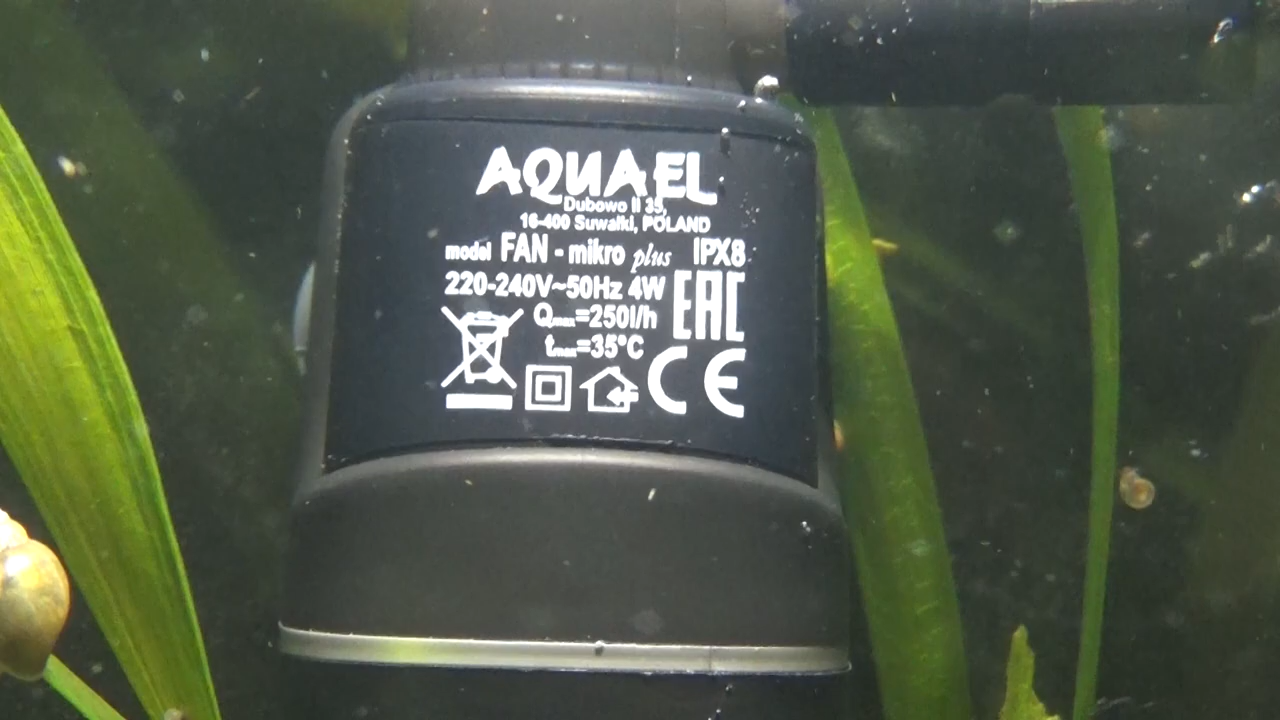 AQUAEL
Dubowo II 35,
16-400 Suwałki, POLAND
model FAN - mikro plus IPX8
220-240V~50Hz 4W
EAC
Qmax=250l/h
tmax=35°C
CE